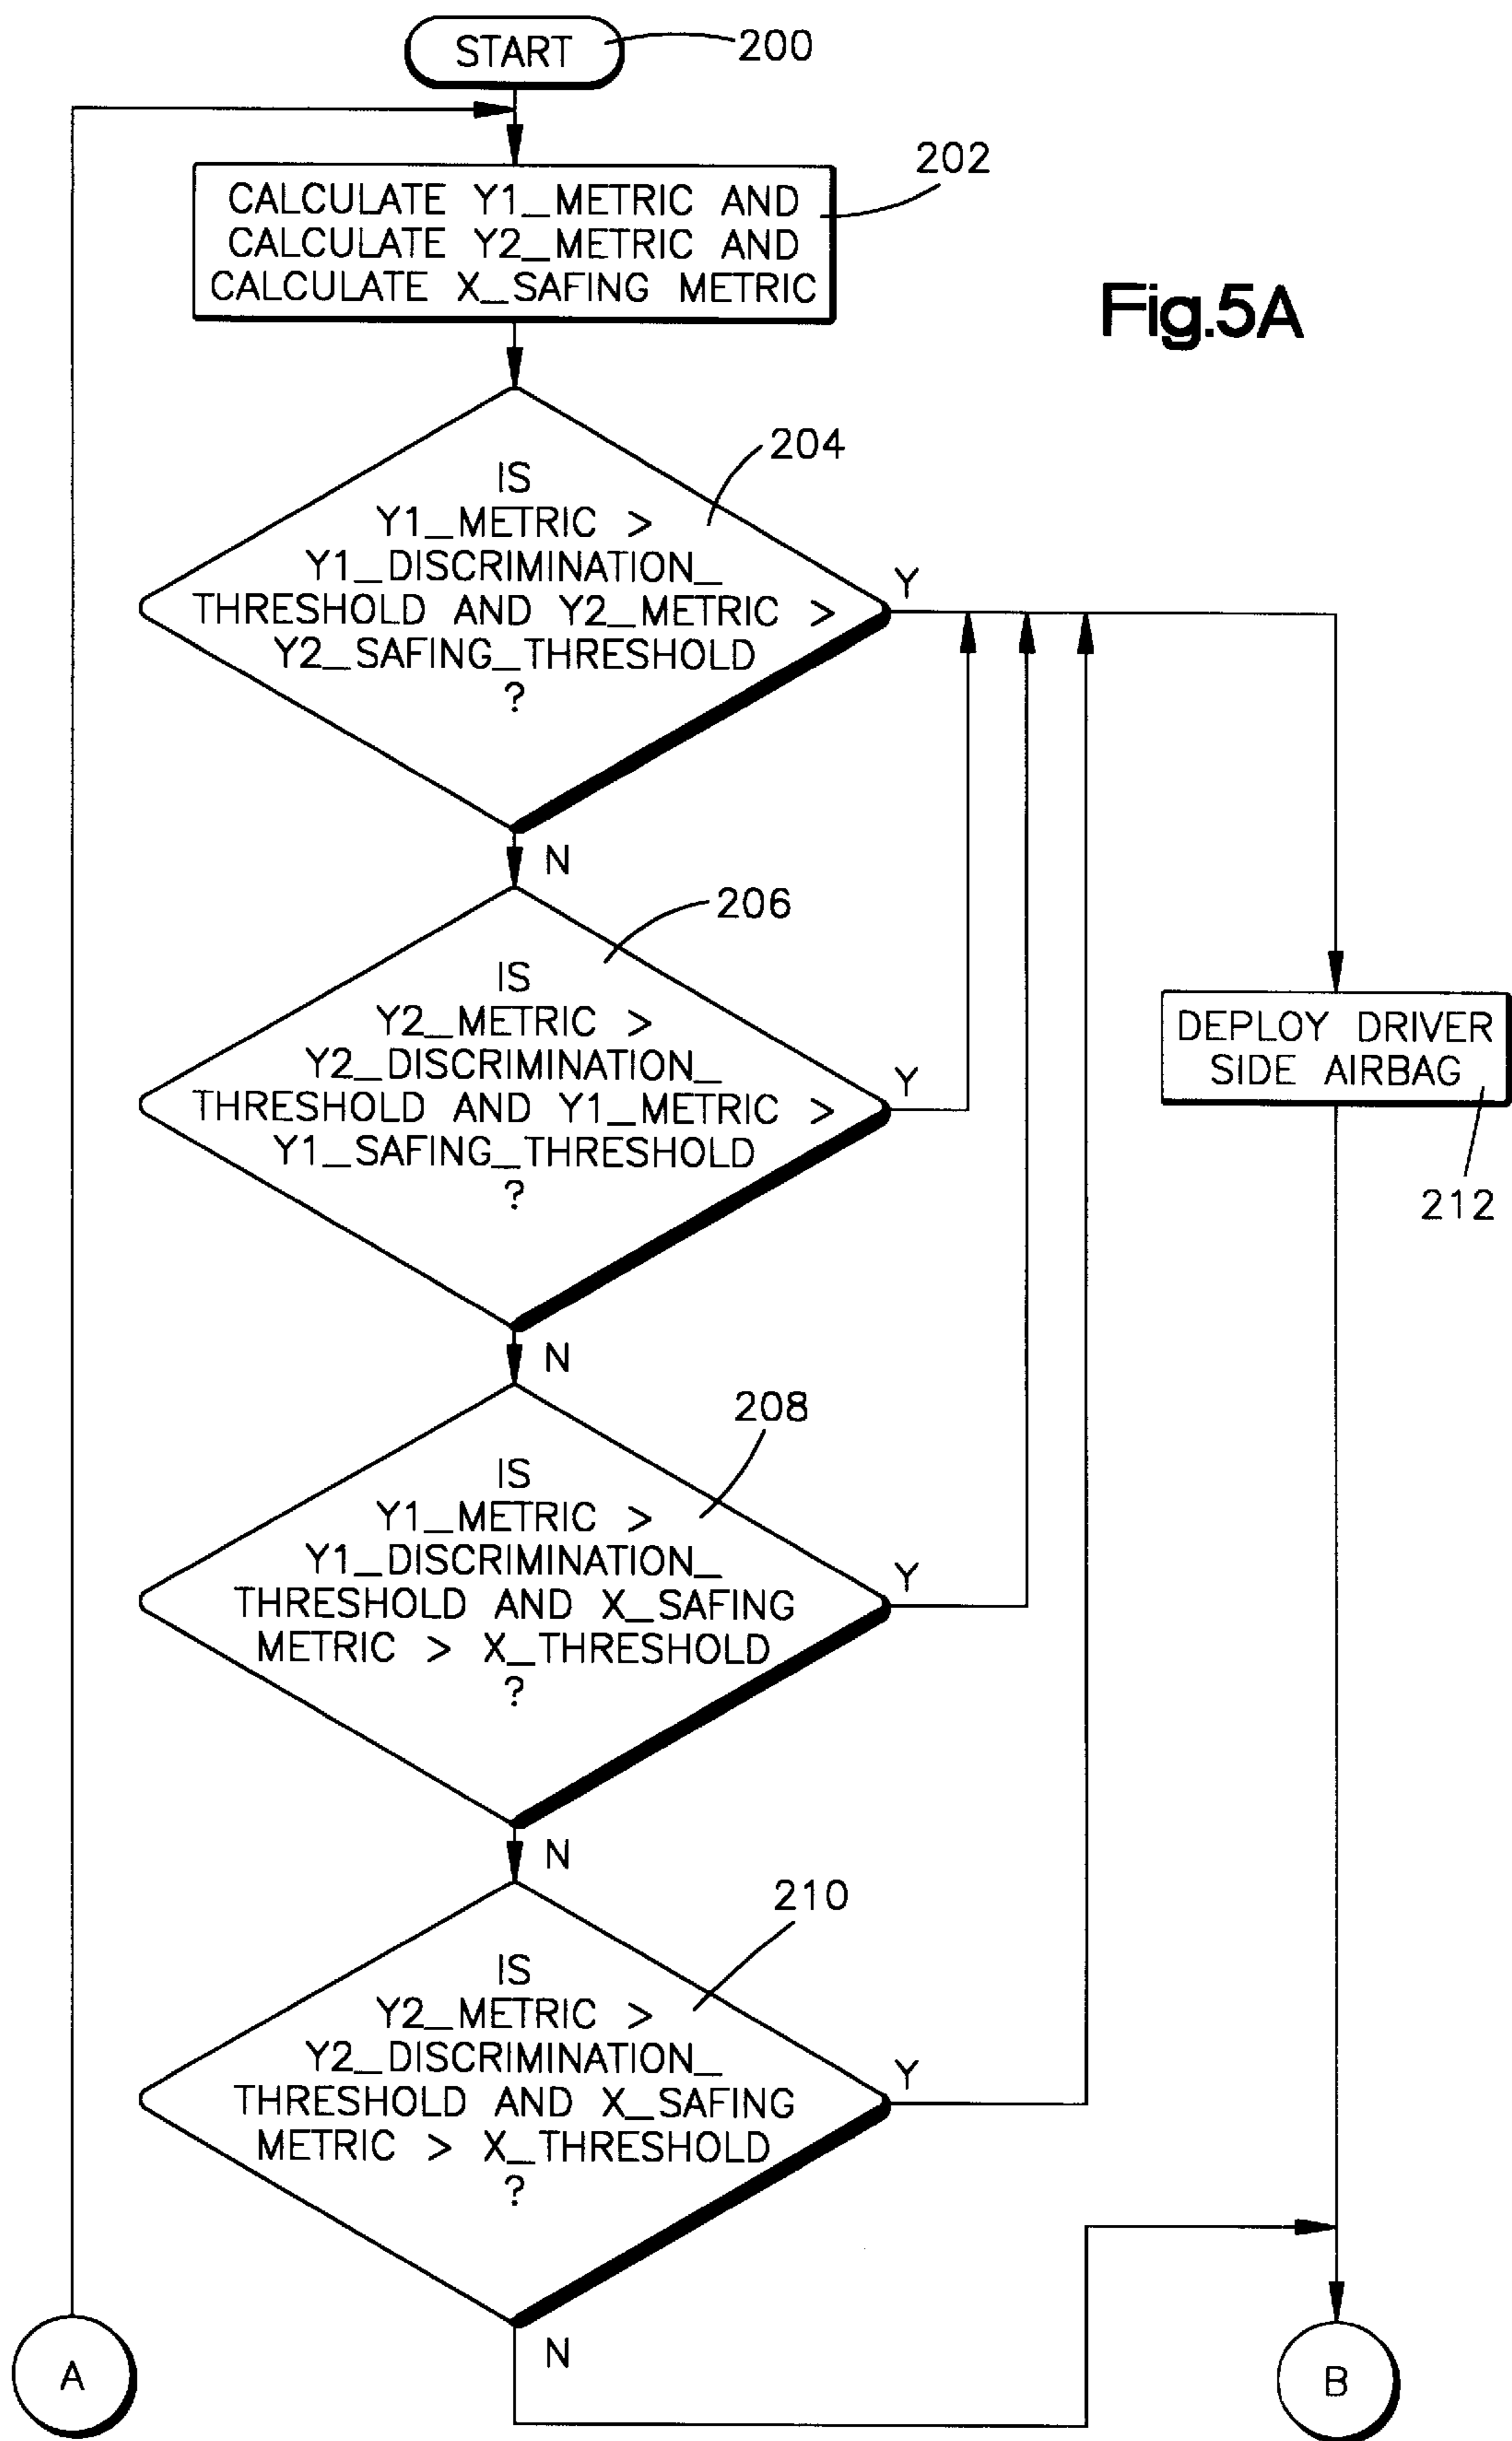 START
200
202
CALCULATE Y1_METRIC AND
CALCULATE Y2_METRIC AND
CALCULATE X_SAFING METRIC
Fig.5A
204
IS
Y1_METRIC >
Y1_DISCRIMINATION_
THRESHOLD AND Y2_METRIC >
Y2_SAFING_THRESHOLD
?
Y
N
206
IS
Y2_METRIC >
Y2_DISCRIMINATION_
THRESHOLD AND Y1_METRIC >
Y1_SAFING_THRESHOLD
?
Y
N
DEPLOY DRIVER
SIDE AIRBAG
212
208
IS
Y1_METRIC >
Y1_DISCRIMINATION_
THRESHOLD AND X_SAFING
METRIC > X_THRESHOLD
?
Y
N
210
IS
Y2_METRIC >
Y2_DISCRIMINATION_
THRESHOLD AND X_SAFING
METRIC > X_THRESHOLD
?
Y
N
A
B